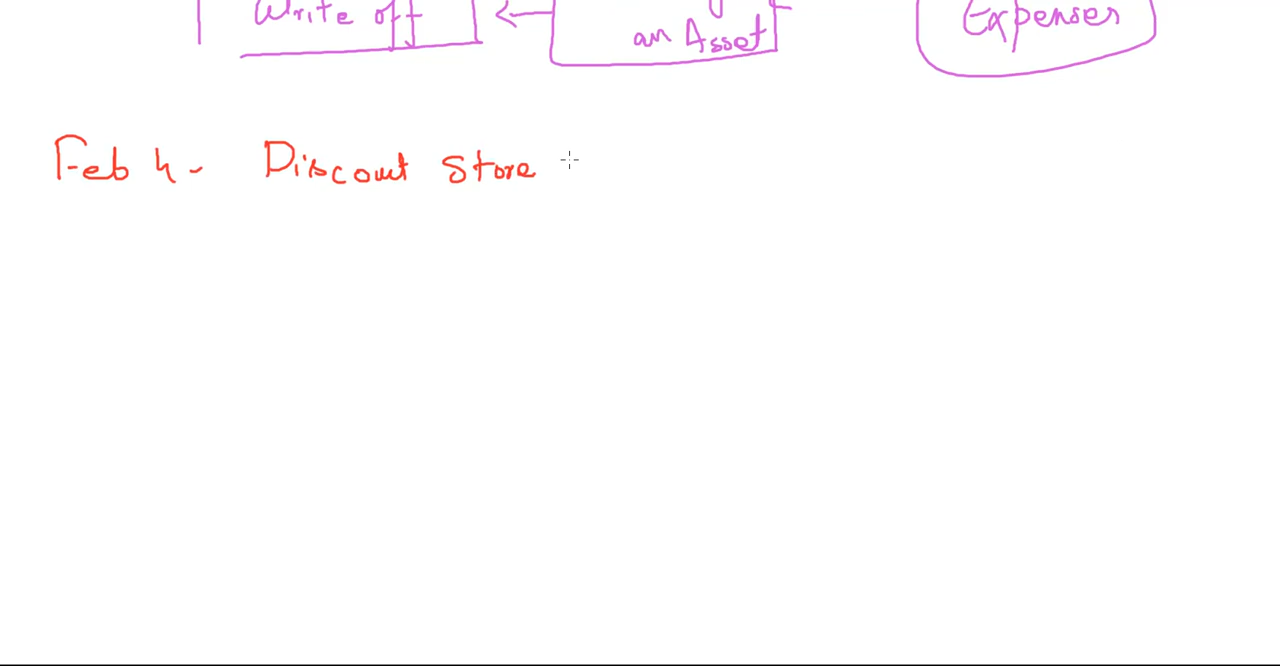 Write off
an Asset
Expenses
Feb 4 - Discount Store